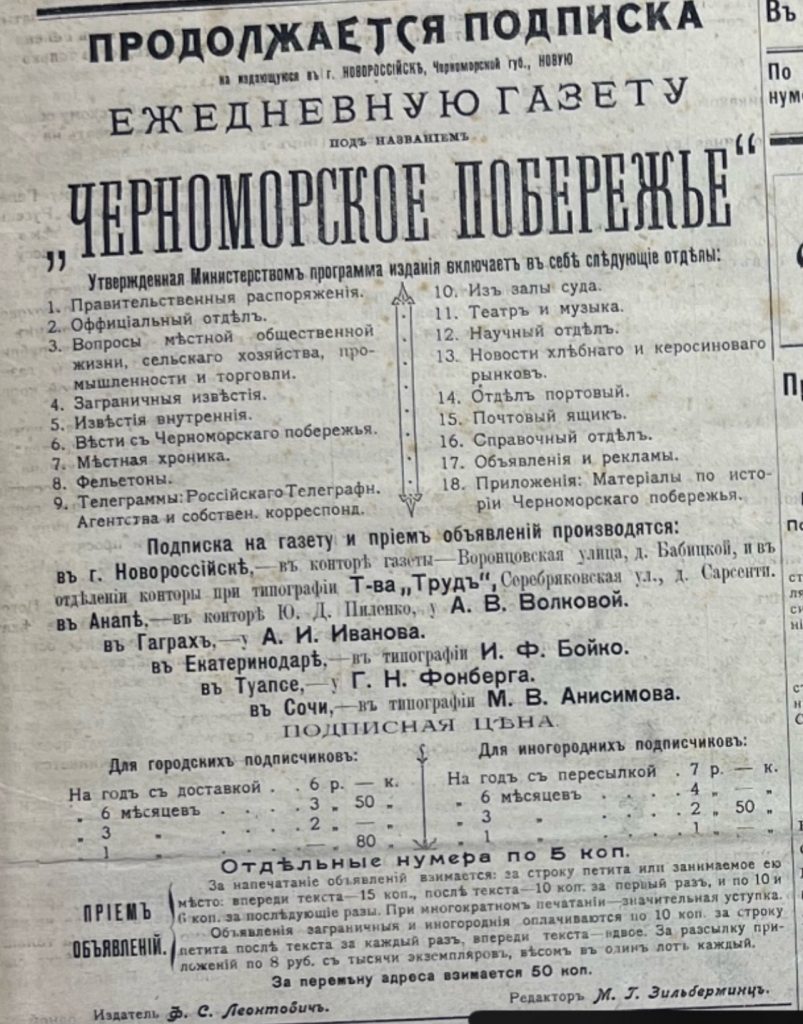 ПРОДОЛЖАЕТСЯ ПОДПИСКА
на издающуюся въ г. НОВОРОССІЙСКѢ, Черноморской губ., НОВУЮ
ЕЖЕДНЕВНУЮ ГАЗЕТУ
ПОДЪ НАЗВАНІЕМЪ
„ЧЕРНОМОРСКОЕ ПОБЕРЕЖЬЕ“
Утвержденная Министерствомъ программа изданія включаетъ въ себѣ слѣдующіе отдѣлы:
1. Правительственныя распоряженія.
2. Оффиціальный отдѣлъ.
3. Вопросы мѣстной общественной
жизни, сельскаго хозяйства, про-
мышленности и торговли.
4. Заграничныя извѣстія.
5. Извѣстія внутреннія.
6. Вѣсти съ Черноморскаго побережья.
7. Мѣстная хроника.
8. Фельетоны.
9. Телеграммы: Россійскаго Телеграфн.
Агентства и собствен. корреспонд.
10. Изъ залы суда.
11. Театръ и музыка.
12. Научный отдѣлъ.
13. Новости хлѣбнаго и керосиноваго
рынковъ.
14. Отдѣлъ портовый.
15. Почтовый ящикъ.
16. Справочный отдѣлъ.
17. Объявленія и рекламы.
18. Приложенія: Матеріалы по исто-
ріи Черноморскаго побережья.
Подписка на газету и пріемъ объявленій производятся:
въ г. Новороссійскѣ,—въ конторѣ газеты—Воронцовская улица, д. Бабицкой, и въ
отдѣленіи конторы при типографіи Т-ва „Трудъ“, Серебряковская ул., д. Сарсенти.
въ Анапѣ,—въ конторѣ Ю. Д. Пиленко, у А. В. Волковой.
въ Гаграхъ,—у А. И. Иванова.
въ Екатеринодарѣ,—въ типографіи И. Ф. Бойко.
въ Туапсе,—у Г. Н. Фонберга.
въ Сочи,—въ типографіи М. В. Анисимова.
ПОДПИСНАЯ ЦѢНА.
Для городскихъ подписчиковъ:
На годъ съ доставкой . . 6 р. — к.
„ 6 мѣсяцевъ . . . . 3 „ 50 „
„ 3 „ . . . . 2 „ — „
„ 1 „ . . . . — 80 „
Для иногороднихъ подписчиковъ:
На годъ съ пересылкой . 7 р. — к.
„ 6 мѣсяцевъ . . . . 4 „ — „
„ 3 „ . . . . 2 „ 50 „
„ 1 „ . . . . 1 „ — „
Отдѣльные нумера по 5 коп.
ПРІЕМЪ
ОБЪЯВЛЕНІЙ.
За напечатаніе объявленій взимается: за строку петита или занимаемое ею
мѣсто: впереди текста—15 коп., послѣ текста—10 коп. за первый разъ, и по 10 и
6 коп. за послѣдующіе разы. При многократномъ печатаніи—значительная уступка.
Объявленія заграничныя и иногороднія оплачиваются по 10 коп. за строку
петита послѣ текста за каждый разъ, впереди текста—вдвое. За разсылку при-
ложеній по 8 руб. съ тысячи экземпляровъ, вѣсомъ въ одинъ лотъ каждый.
За перемѣну адреса взимается 50 коп.
Издатель Ф. С. Леонтовичъ.
Редакторъ М. Г. Зильберминцъ.
Въ
По
нум